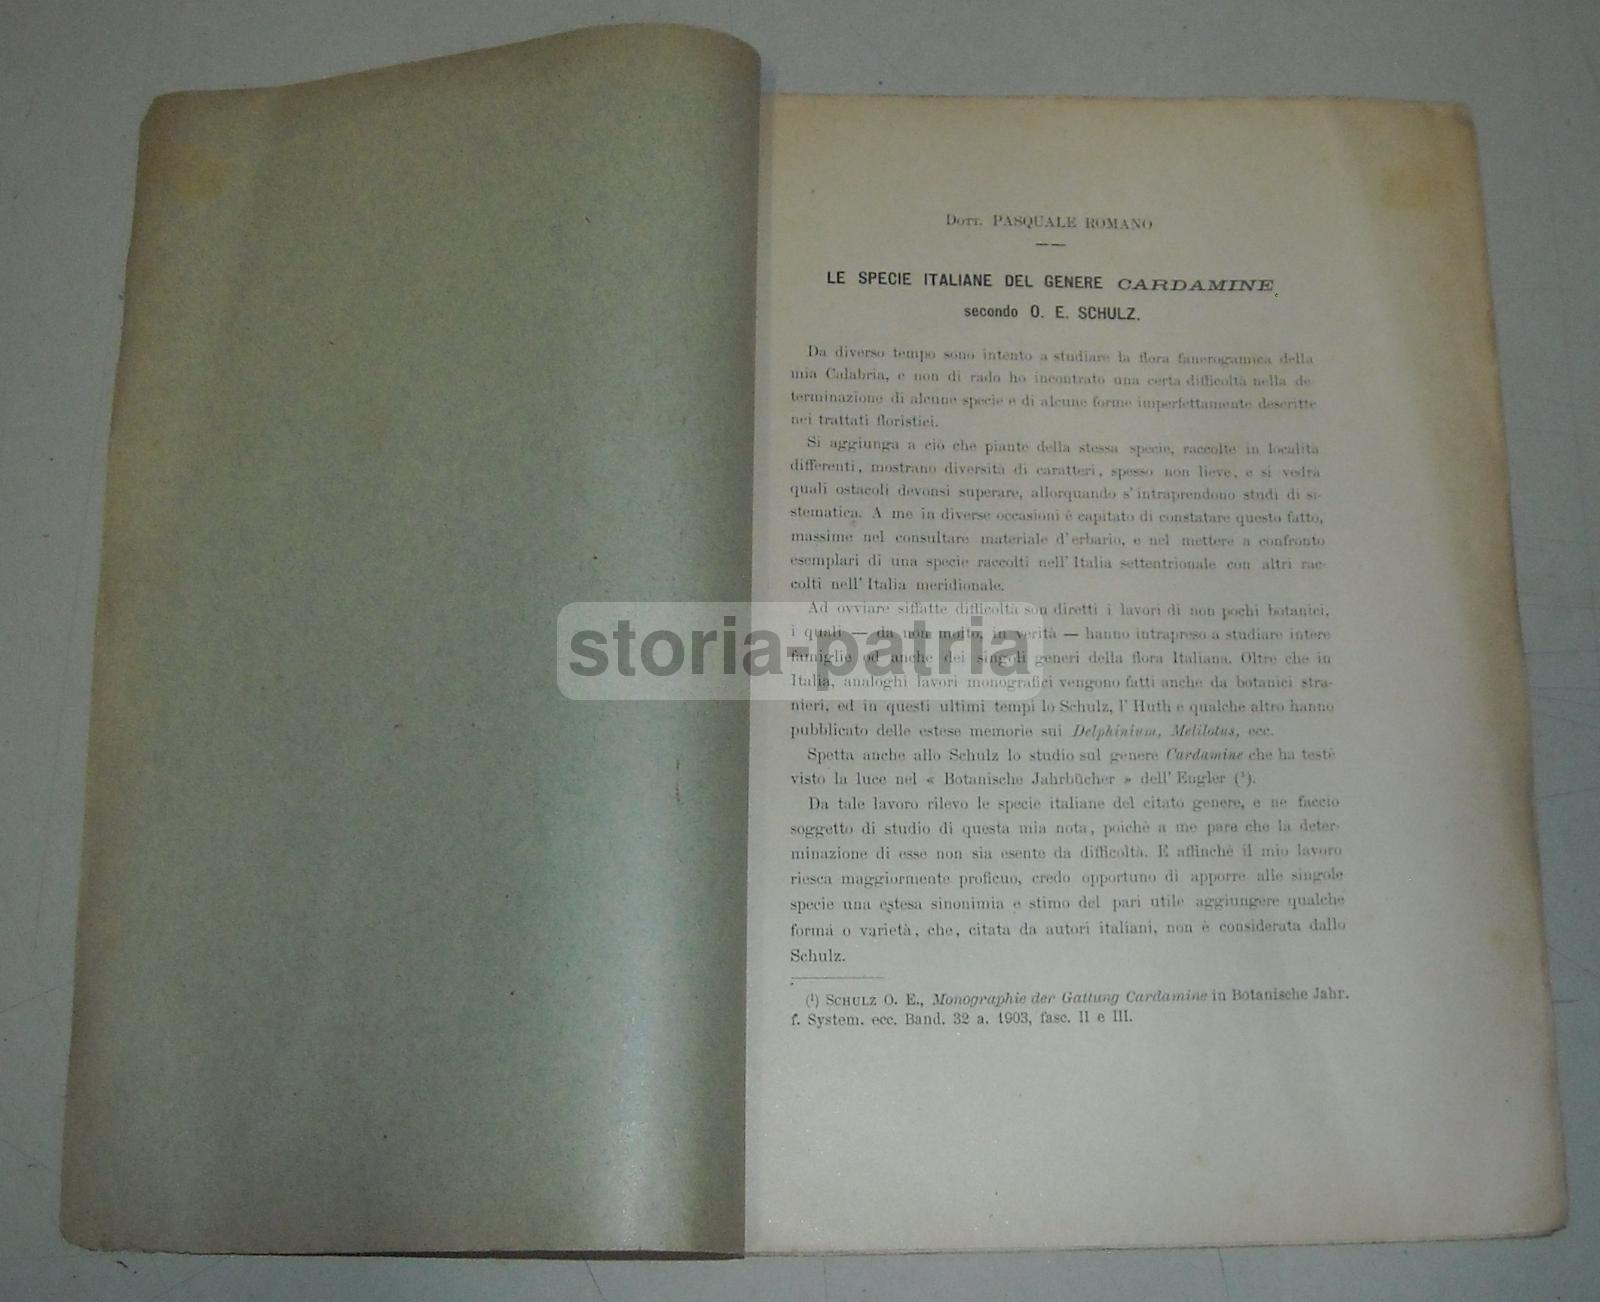 Dott. PASQUALE ROMANO
LE SPECIE ITALIANE DEL GENERE CARDAMINE
secondo O. E. SCHULZ.
Da diverso tempo sono intento a studiare la flora fanerogamica della
mia Calabria, e non di rado ho incontrato una certa difficoltà nella de-
terminazione di alcune specie e di alcune forme imperfettamente descritte
nei trattati floristici.
Si aggiunga a ciò che piante della stessa specie, raccolte in località
differenti, mostrano diversità di caratteri, spesso non lieve, e si vedrà
quali ostacoli devonsi superare, allorquando s'intraprendono studi di si-
stematica. A me in diverse occasioni è capitato di constatare questo fatto,
massime nel consultare materiale d'erbario, e nel mettere a confronto
esemplari di una specie raccolti nell'Italia settentrionale con altri rac-
colti nell'Italia meridionale.
Ad ovviare siffatte difficoltà son diretti i lavori di non pochi botanici,
i quali — da non molto, in verità — hanno intrapreso a studiare intere
famiglie od anche dei singoli generi della flora Italiana. Oltre che in
Italia, analoghi lavori monografici vengono fatti anche da botanici stra-
nieri, ed in questi ultimi tempi lo Schulz, l'Huth e qualche altro hanno
pubblicato delle estese memorie sui Delphinium, Melilotus, ecc.
Spetta anche allo Schulz lo studio sul genere Cardamine che ha testè
visto la luce nel « Botanische Jahrbücher » dell'Engler (¹).
Da tale lavoro rilevo le specie italiane del citato genere, e ne faccio
soggetto di studio di questa mia nota, poichè a me pare che la deter-
minazione di esse non sia esente da difficoltà. E affinchè il mio lavoro
riesca maggiormente proficuo, credo opportuno di apporre alle singole
specie una estesa sinonimia e stimo del pari utile aggiungere qualche
forma o varietà, che, citata da autori italiani, non è considerata dallo
Schulz.
(¹) SCHULZ O. E., Monographie der Gattung Cardamine in Botanische Jahr.
f. System. ecc. Band. 32 a. 1903, fasc. II e III.
storia-patria